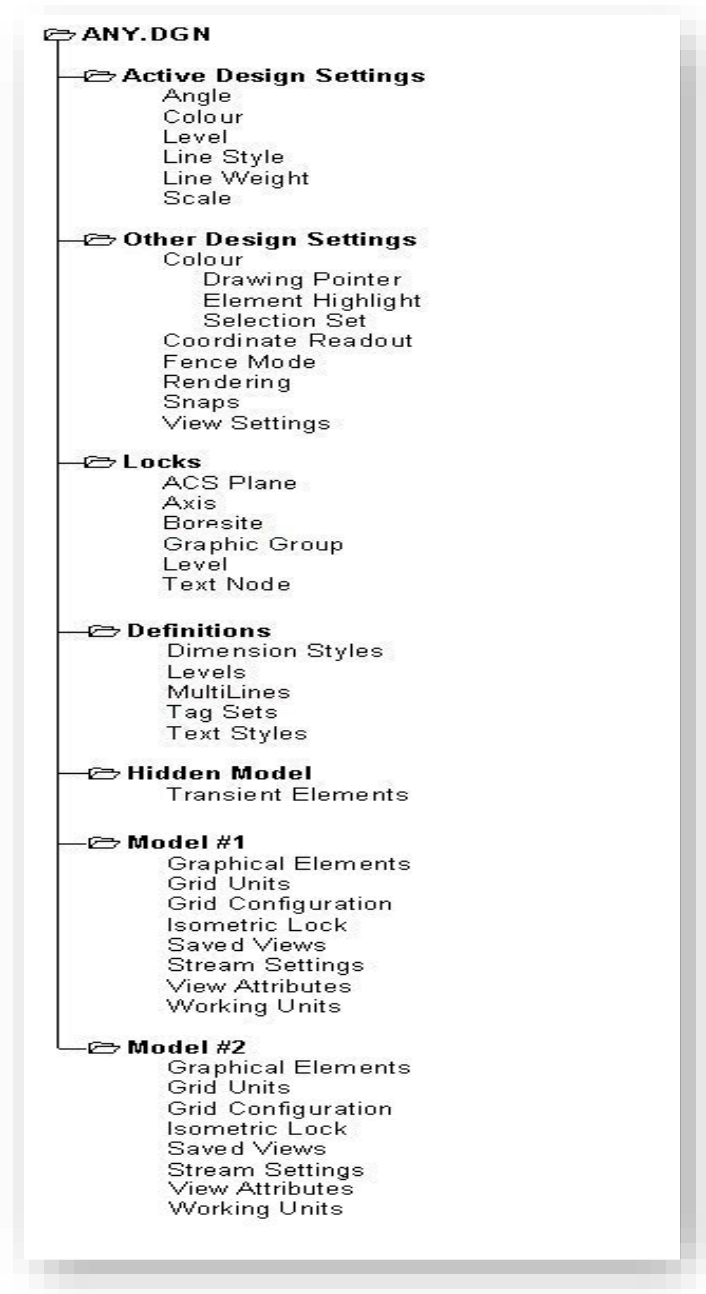 ANY.DGN
Active Design Settings
Angle
Colour
Level
Line Style
Line Weight
Scale
Other Design Settings
Colour
Drawing Pointer
Element Highlight
Selection Set
Coordinate Readout
Fence Mode
Rendering
Snaps
View Settings
Locks
ACS Plane
Axis
Boresite
Graphic Group
Level
Text Node
Definitions
Dimension Styles
Levels
MultiLines
Tag Sets
Text Styles
Hidden Model
Transient Elements
Model #1
Graphical Elements
Grid Units
Grid Configuration
Isometric Lock
Saved Views
Stream Settings
View Attributes
Working Units
Model #2
Graphical Elements
Grid Units
Grid Configuration
Isometric Lock
Saved Views
Stream Settings
View Attributes
Working Units